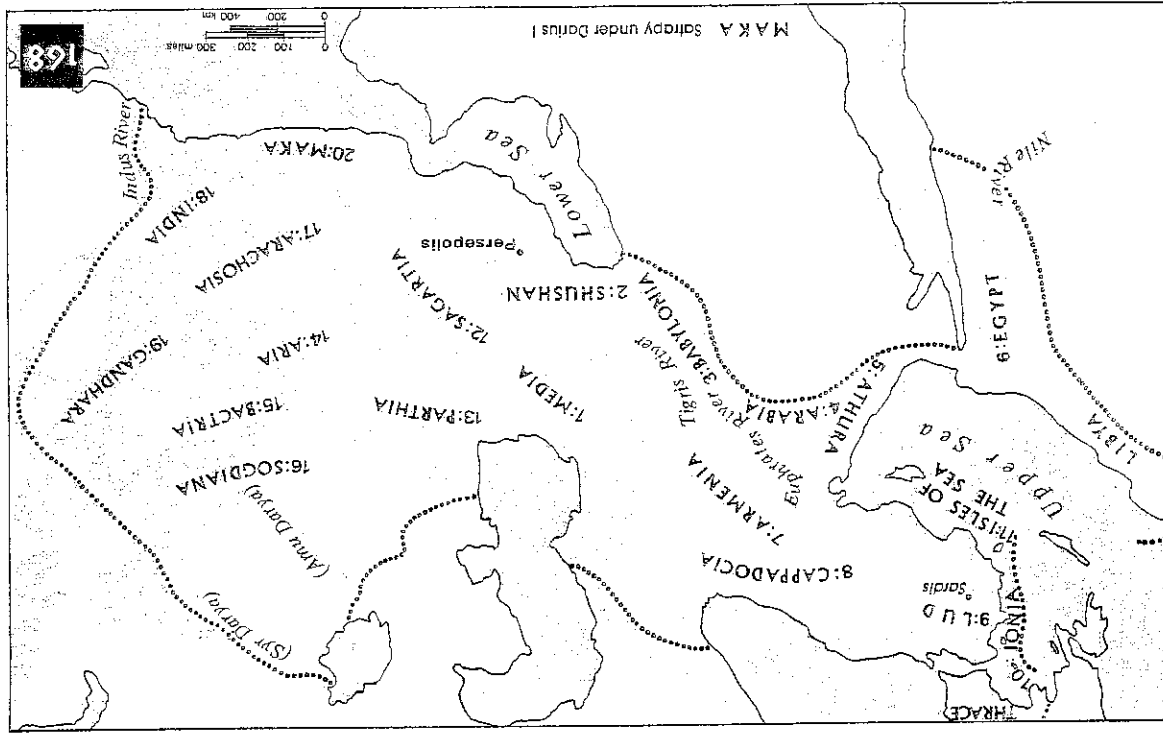 THRACE
10: IONIA
9:LUD
Sardis
8:CAPPADOCIA
(Syr Darya)
7:ARMENIA
11:ISLES OF
THE SEA
Upper Sea
(Amu Darya)
16:SOGDIANA
15:BACTRIA
13:PARTHIA
1:MEDIA
Euphrates River
Tigris River
LIBYA
5:ATHURA
4:ARABIA
3:BABYLONIA
14:ARIA
19:GANDHARA
6:EGYPT
2:SHUSHAN
12:SAGARTIA
Persepolis
17:ARACHOSIA
18:INDIA
Nile River
Lower Sea
20:MAKA
Indus River
MAKA Satrapy under Darius I
0 100 200 300 miles
0 200 400 km
168